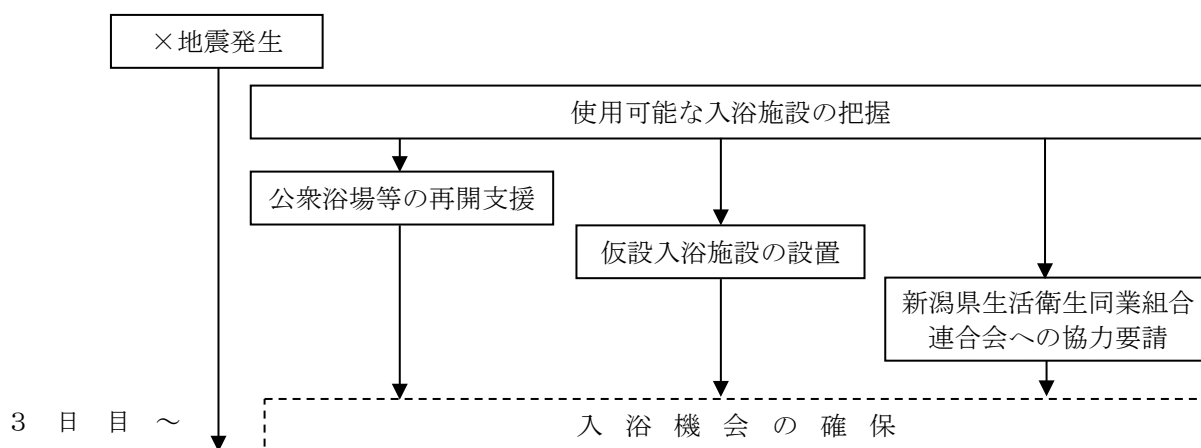 ×地震発生
使用可能な入浴施設の把握
公衆浴場等の再開支援
仮設入浴施設の設置
新潟県生活衛生同業組合
連合会への協力要請
３日目～
入浴機会の確保